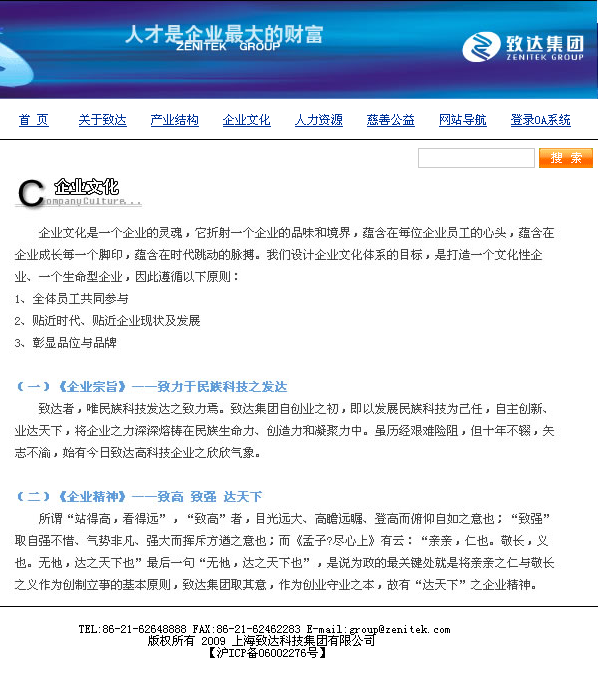 人才是企业最大的财富
ZENITEK GROUP
致达集团
ZENITEK GROUP
首 页 关于致达 产业结构 企业文化 人力资源 慈善公益 网站导航 登录OA系统
搜 索
企业文化
CompanyCulture...
企业文化是一个企业的灵魂，它折射一个企业的品味和境界，蕴含在每位企业员工的心头，蕴含在
企业成长每一个脚印，蕴含在时代跳动的脉搏。我们设计企业文化体系的目标，是打造一个文化性企
业、一个生命型企业，因此遵循以下原则：
1、全体员工共同参与
2、贴近时代、贴近企业现状及发展
3、彰显品位与品牌
（一）《企业宗旨》——致力于民族科技之发达
致达者，唯民族科技发达之致力焉。致达集团自创业之初，即以发展民族科技为己任，自主创新、
业达天下，将企业之力深深熔铸在民族生命力、创造力和凝聚力中。虽历经艰难险阻，但十年不辍，矢
志不渝，始有今日致达高科技企业之欣欣气象。
（二）《企业精神》——致高 致强 达天下
所谓“站得高，看得远”，“致高”者，目光远大、高瞻远瞩、登高而俯仰自如之意也；“致强”
取自强不惜、气势非凡、强大而挥斥方遒之意也；而《孟子?尽心上》有云：“亲亲，仁也。敬长，义
也。无他，达之天下也”最后一句“无他，达之天下也”，是说为政的最关键处就是将亲亲之仁与敬长
之义作为创制立亊的基本原则，致达集团取其意，作为创业守业之本，故有“达天下”之企业精神。
TEL:86-21-62648888 FAX:86-21-62462283 E-mail:group@zenitek.com
版权所有 2009 上海致达科技集团有限公司
【沪ICP备06002276号】